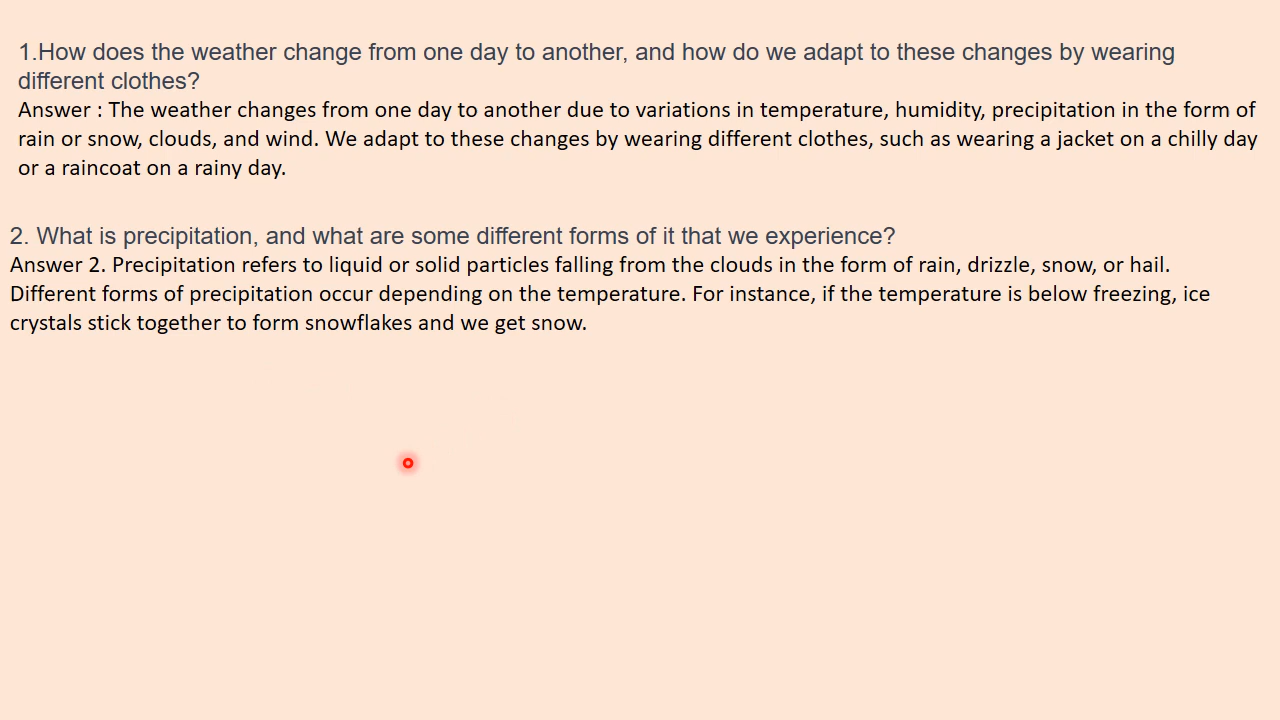 1.How does the weather change from one day to another, and how do we adapt to these changes by wearing
different clothes?
Answer : The weather changes from one day to another due to variations in temperature, humidity, precipitation in the form of
rain or snow, clouds, and wind. We adapt to these changes by wearing different clothes, such as wearing a jacket on a chilly day
or a raincoat on a rainy day.
2. What is precipitation, and what are some different forms of it that we experience?
Answer 2. Precipitation refers to liquid or solid particles falling from the clouds in the form of rain, drizzle, snow, or hail.
Different forms of precipitation occur depending on the temperature. For instance, if the temperature is below freezing, ice
crystals stick together to form snowflakes and we get snow.